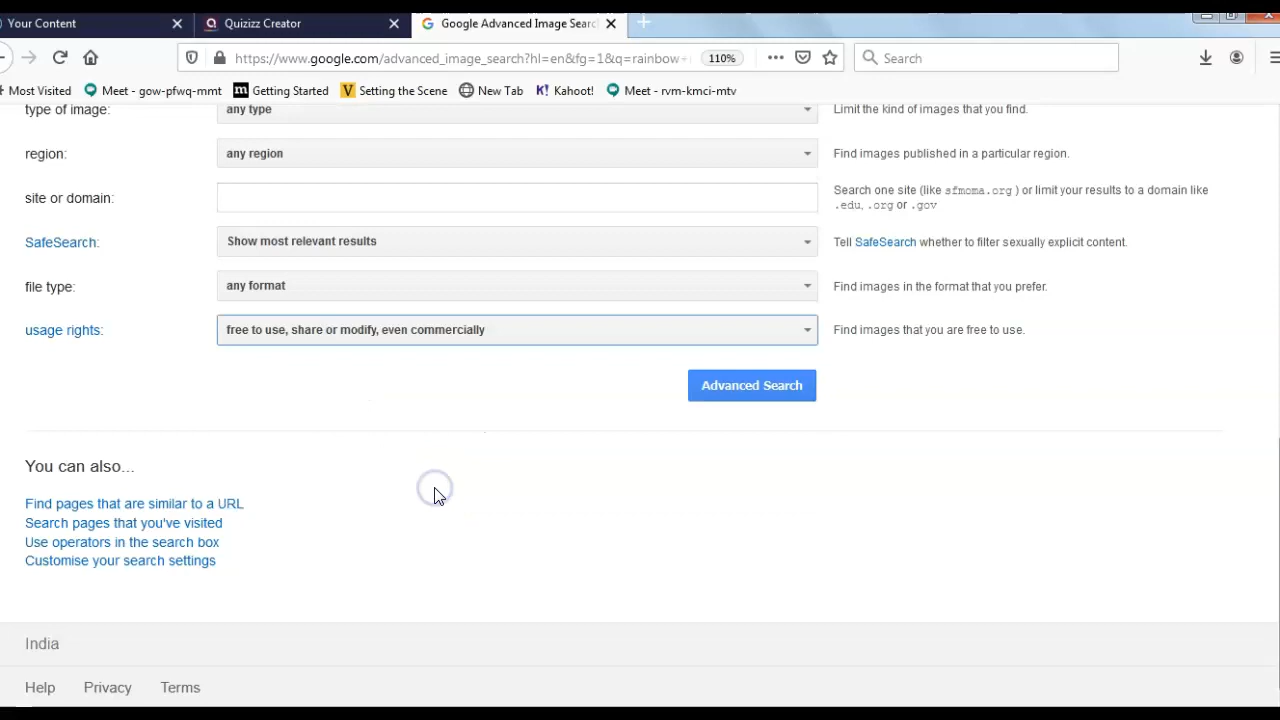 Your Content
Quizizz Creator
Google Advanced Image Searc
https://www.google.com/advanced_image_search?hl=en&fg=1&q=rainbow+
110%
Search
Most Visited
Meet - gow-pfwq-mmt
Getting Started
Setting the Scene
New Tab
Kahoot!
Meet - rvm-kmci-mtv
type of image:
any type
Limit the kind of images that you find.
region:
any region
Find images published in a particular region.
site or domain:
Search one site (like sfmoma.org ) or limit your results to a domain like
.edu, .org or .gov
SafeSearch:
Show most relevant results
Tell SafeSearch whether to filter sexually explicit content.
file type:
any format
Find images in the format that you prefer.
usage rights:
free to use, share or modify, even commercially
Find images that you are free to use.
Advanced Search
You can also...
Find pages that are similar to a URL
Search pages that you've visited
Use operators in the search box
Customise your search settings
India
Help
Privacy
Terms